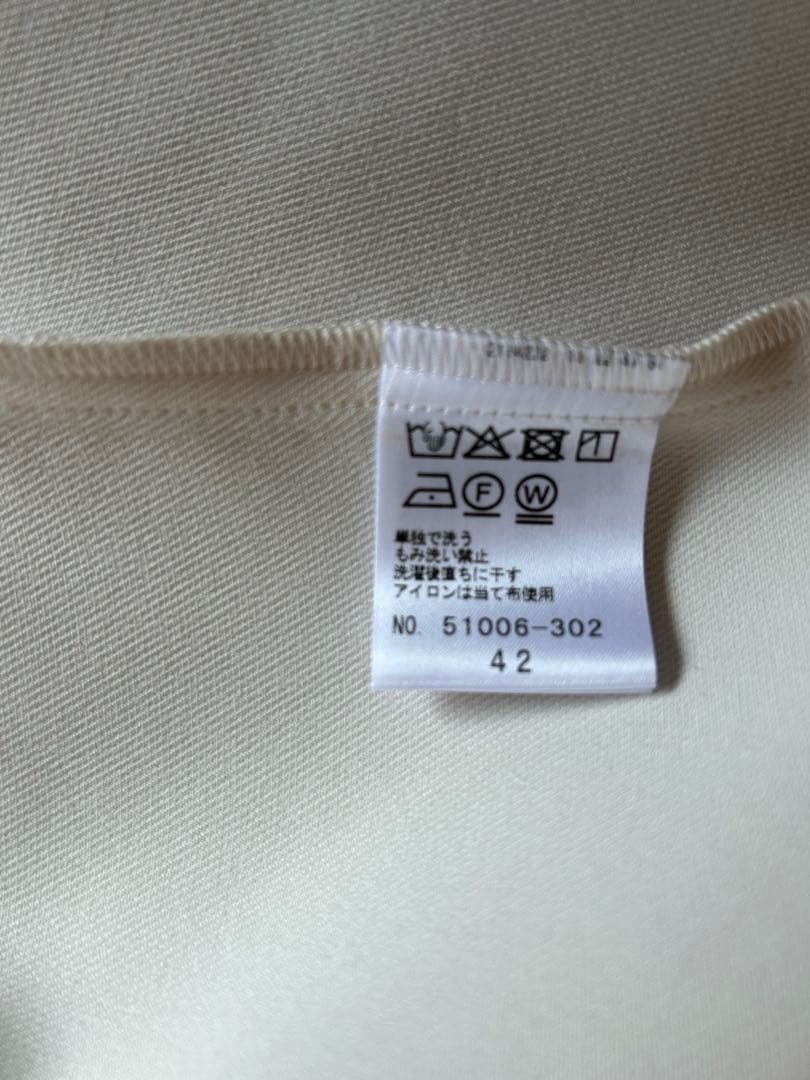 F W
単独で洗う
もみ洗い禁止
洗濯後直ちに干す
アイロンは当て布使用
NO. 51006-302
42